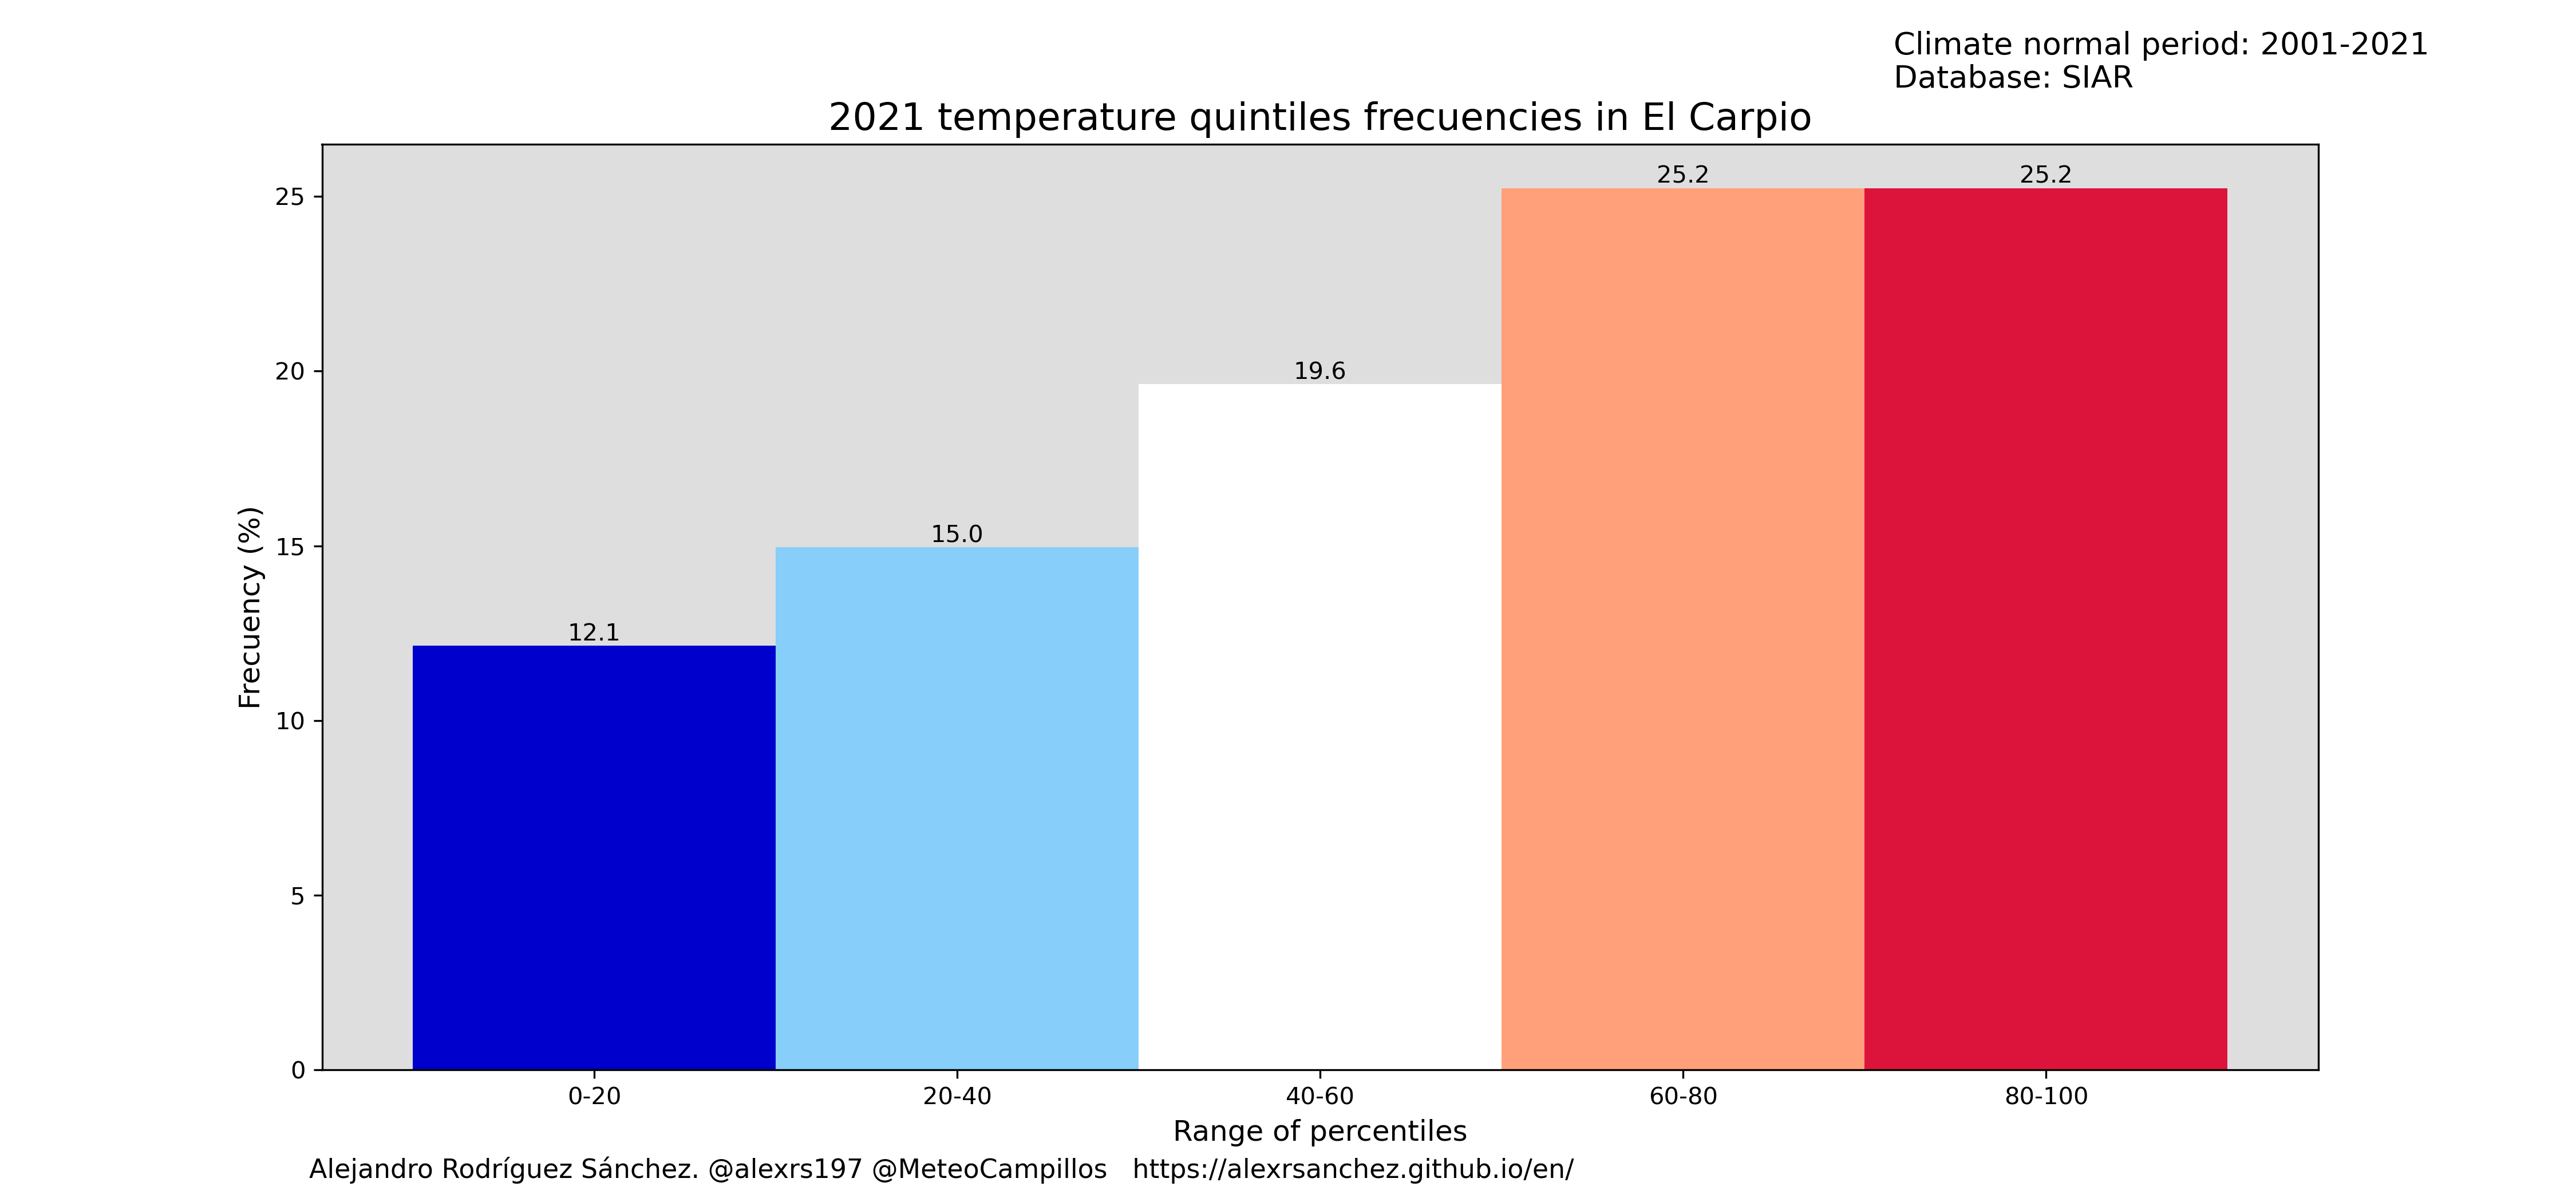 Climate normal period: 2001-2021
Database: SIAR
2021 temperature quintiles frecuencies in El Carpio
Frecuency (%)
25
20
15
10
5
0
12.1
15.0
19.6
25.2
25.2
0-20
20-40
40-60
60-80
80-100
Range of percentiles
Alejandro Rodríguez Sánchez. @alexrs197 @MeteoCampillos https://alexrsanchez.github.io/en/